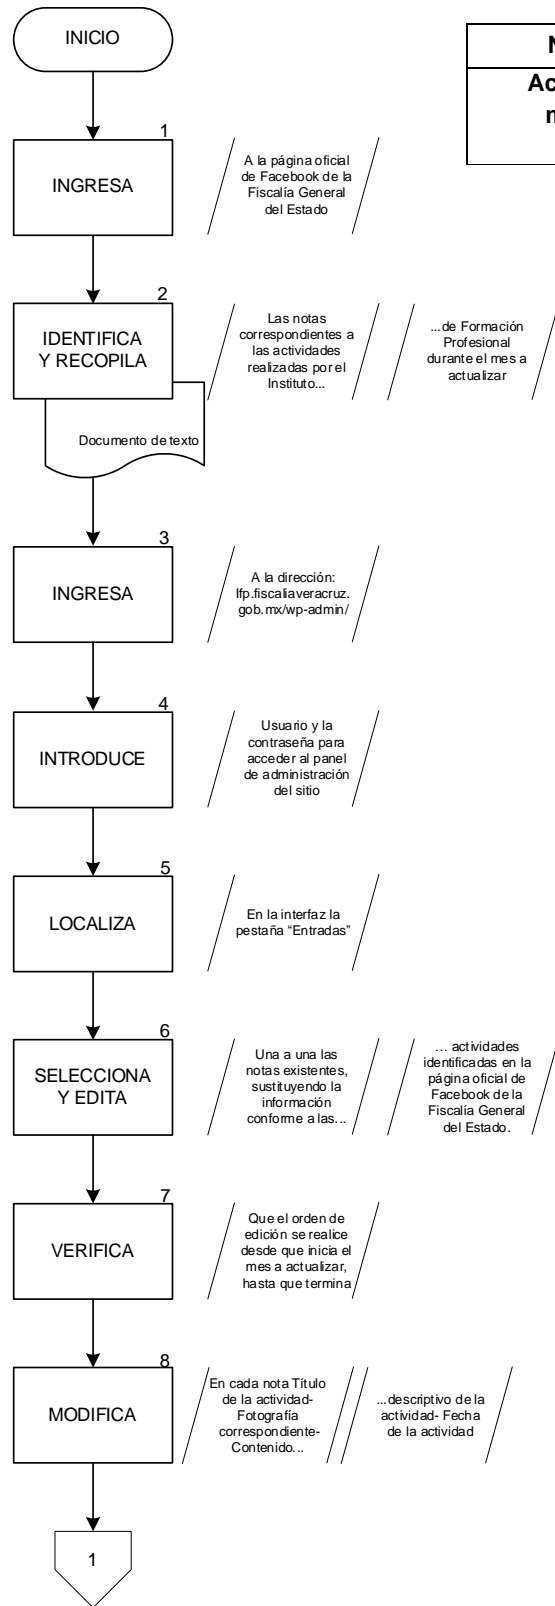 INICIO
N
Ac
n
1
INGRESA
A la página oficial
de Facebook de la
Fiscalía General
del Estado
2
IDENTIFICA
Y RECOPILA
Documento de texto
Las notas
correspondientes a
las actividades
realizadas por el
Instituto...
...de Formación
Profesional
durante el mes a
actualizar
3
INGRESA
A la dirección:
Ifp.fiscaliaveracruz.
gob.mx/wp-admin/
4
INTRODUCE
Usuario y la
contraseña para
acceder al panel
de administración
del sitio
5
LOCALIZA
En la interfaz la
pestaña “Entradas”
6
SELECCIONA
Y EDITA
Una a una las
notas existentes,
sustituyendo la
información
conforme a las...
... actividades
identificadas en la
página oficial de
Facebook de la
Fiscalía General
del Estado.
7
VERIFICA
Que el orden de
edición se realice
desde que inicia el
mes a actualizar,
hasta que termina
8
MODIFICA
En cada nota Título
de la actividad-
Fotografía
correspondiente-
Contenido...
...descriptivo de la
actividad- Fecha
de la actividad
1